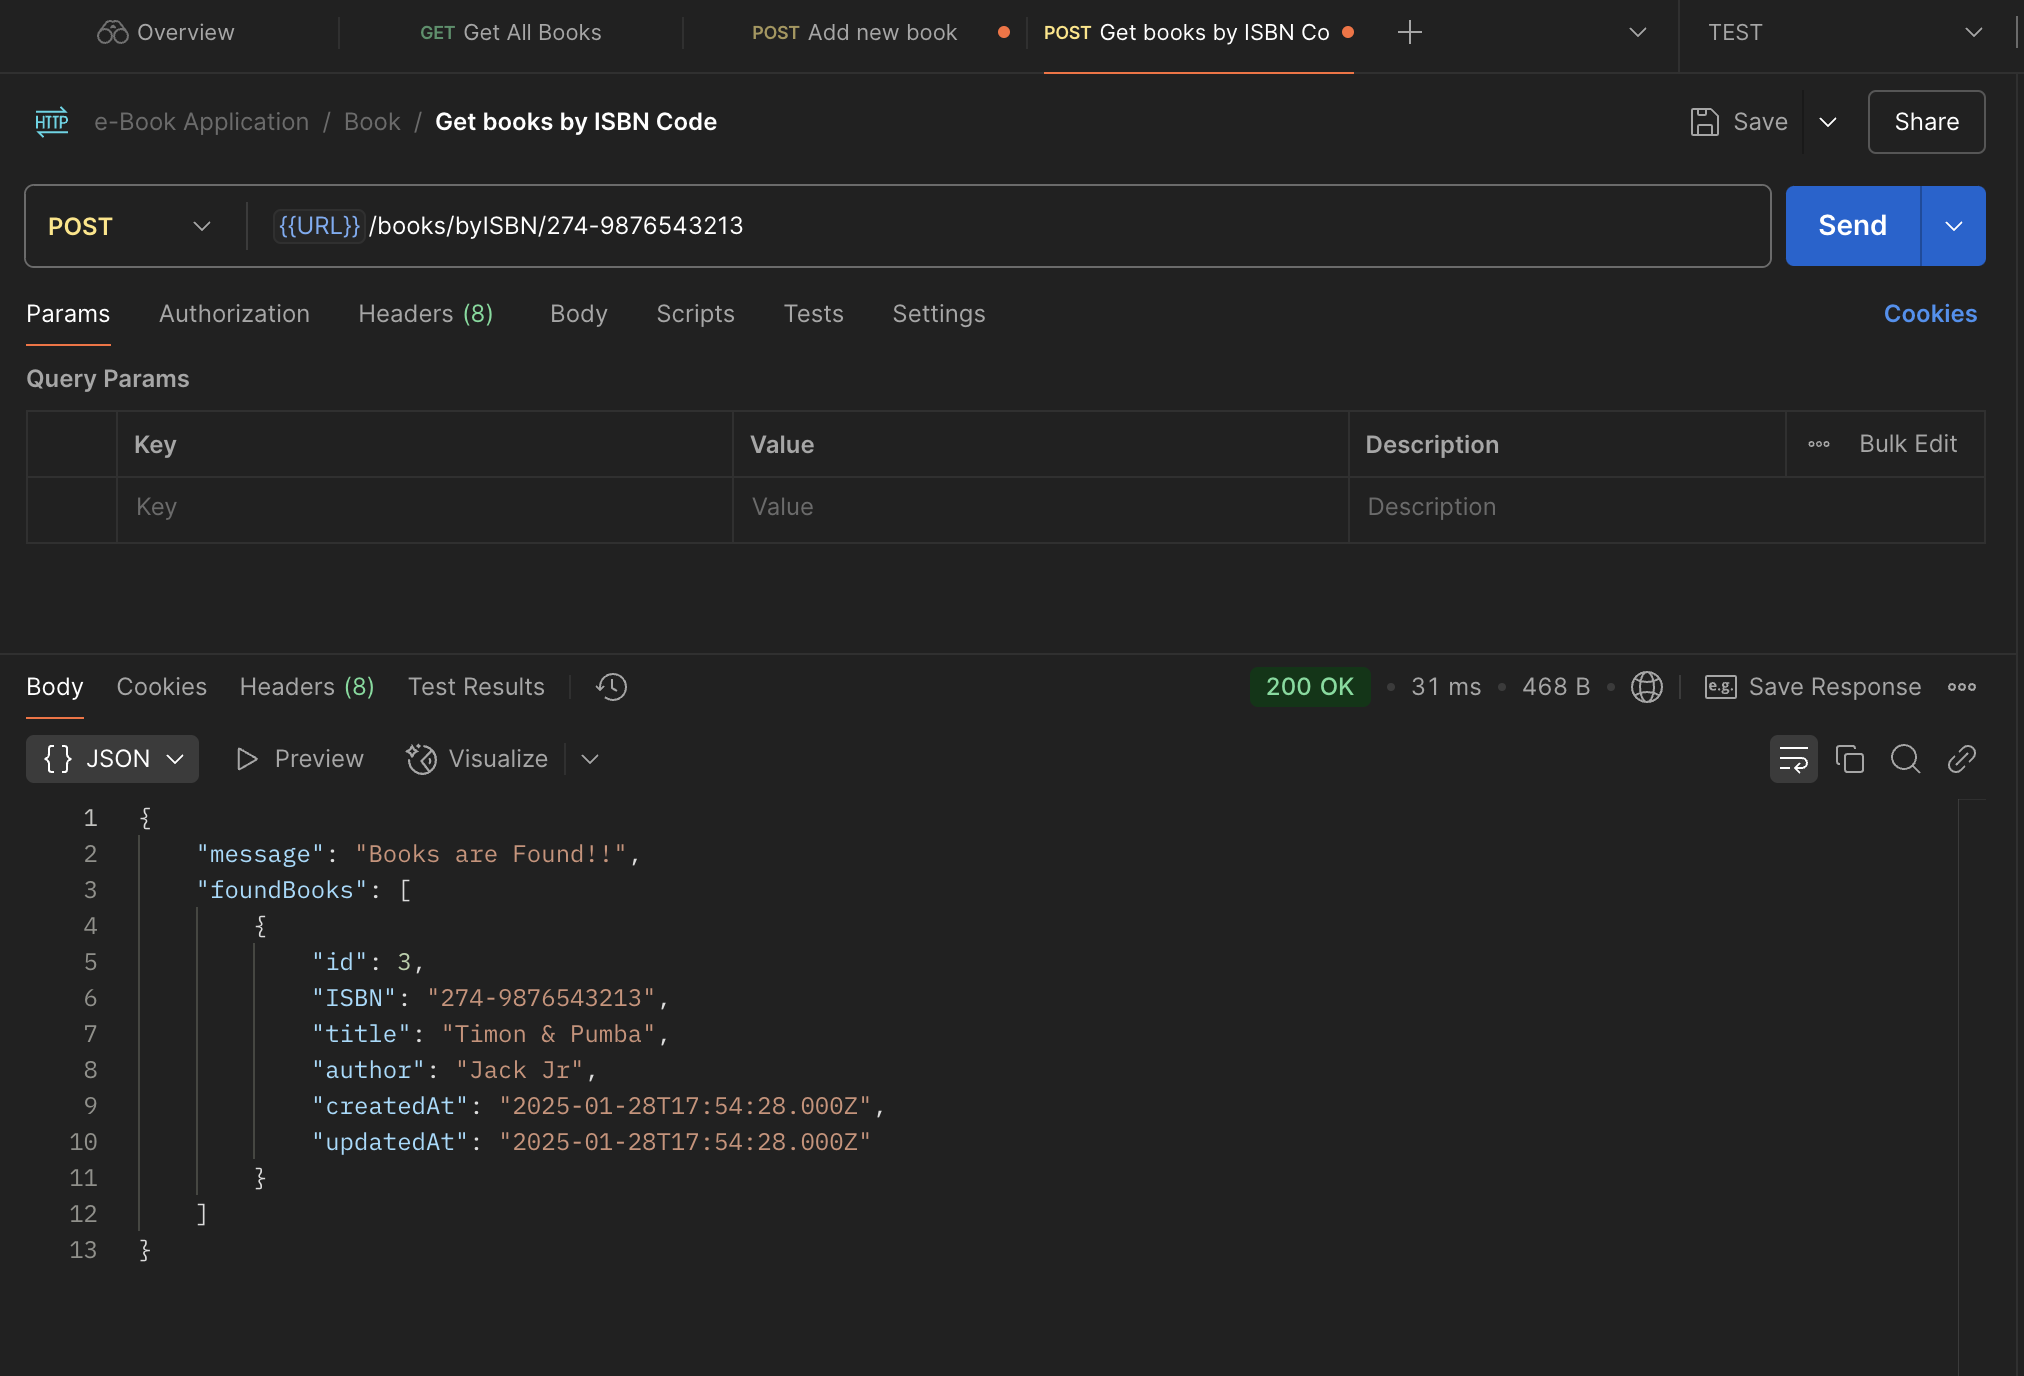 Overview GET Get All Books POST Add new book POST Get books by ISBN Co TEST
HTTP e-Book Application / Book / Get books by ISBN Code Save Share
POST {{URL}}/books/byISBN/274-9876543213 Send
Params Authorization Headers (8) Body Scripts Tests Settings Cookies
Query Params
Key Value Description Bulk Edit
Key Value Description
Body Cookies Headers (8) Test Results 200 OK • 31 ms • 468 B • e.g. Save Response
{} JSON Preview Visualize
1 {
2 "message": "Books are Found!!",
3 "foundBooks": [
4 {
5 "id": 3,
6 "ISBN": "274-9876543213",
7 "title": "Timon & Pumba",
8 "author": "Jack Jr",
9 "createdAt": "2025-01-28T17:54:28.000Z",
10 "updatedAt": "2025-01-28T17:54:28.000Z"
11 }
12 ]
13 }